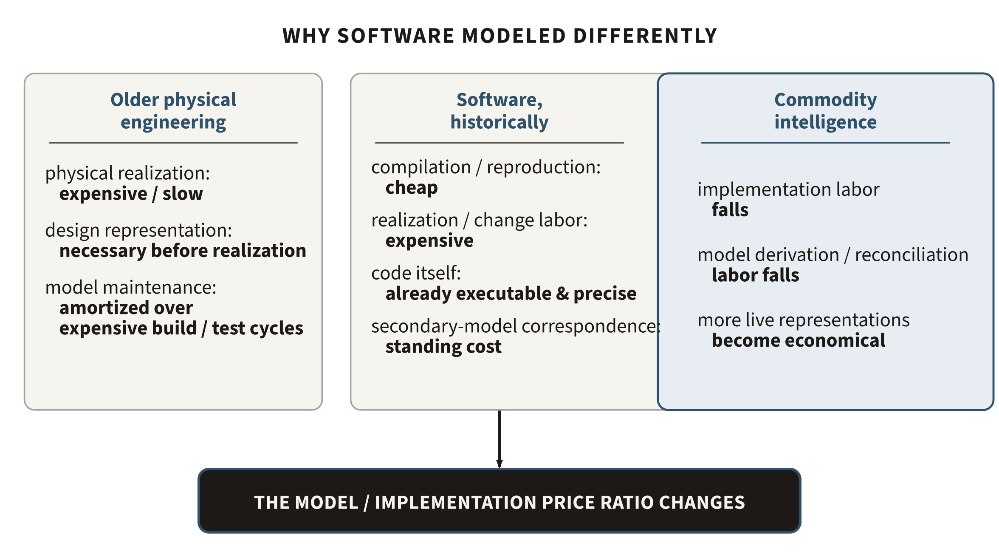 WHY SOFTWARE MODELED DIFFERENTLY
Older physical
engineering
physical realization:
expensive / slow
design representation:
necessary before realization
model maintenance:
amortized over
expensive build / test cycles
Software,
historically
compilation / reproduction:
cheap
realization / change labor:
expensive
code itself:
already executable & precise
secondary-model correspondence:
standing cost
Commodity
intelligence
implementation labor
falls
model derivation / reconciliation
labor falls
more live representations
become economical
THE MODEL / IMPLEMENTATION PRICE RATIO CHANGES